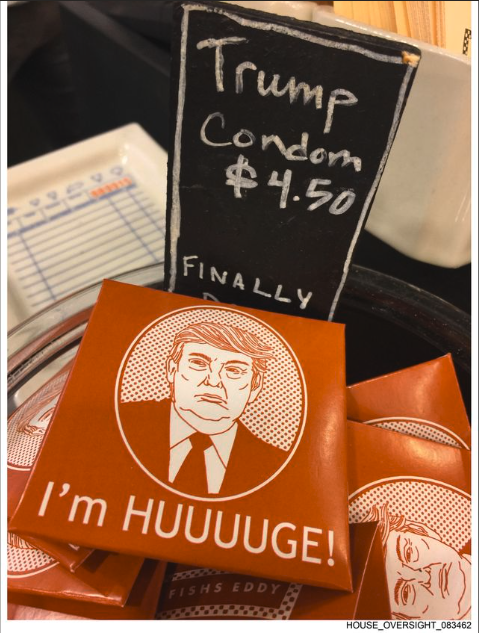 Trump
Condom
$4.50
FINALLY
I'm HUUUUGE!
FISHS EDDY
HOUSE_OVERSIGHT_083462